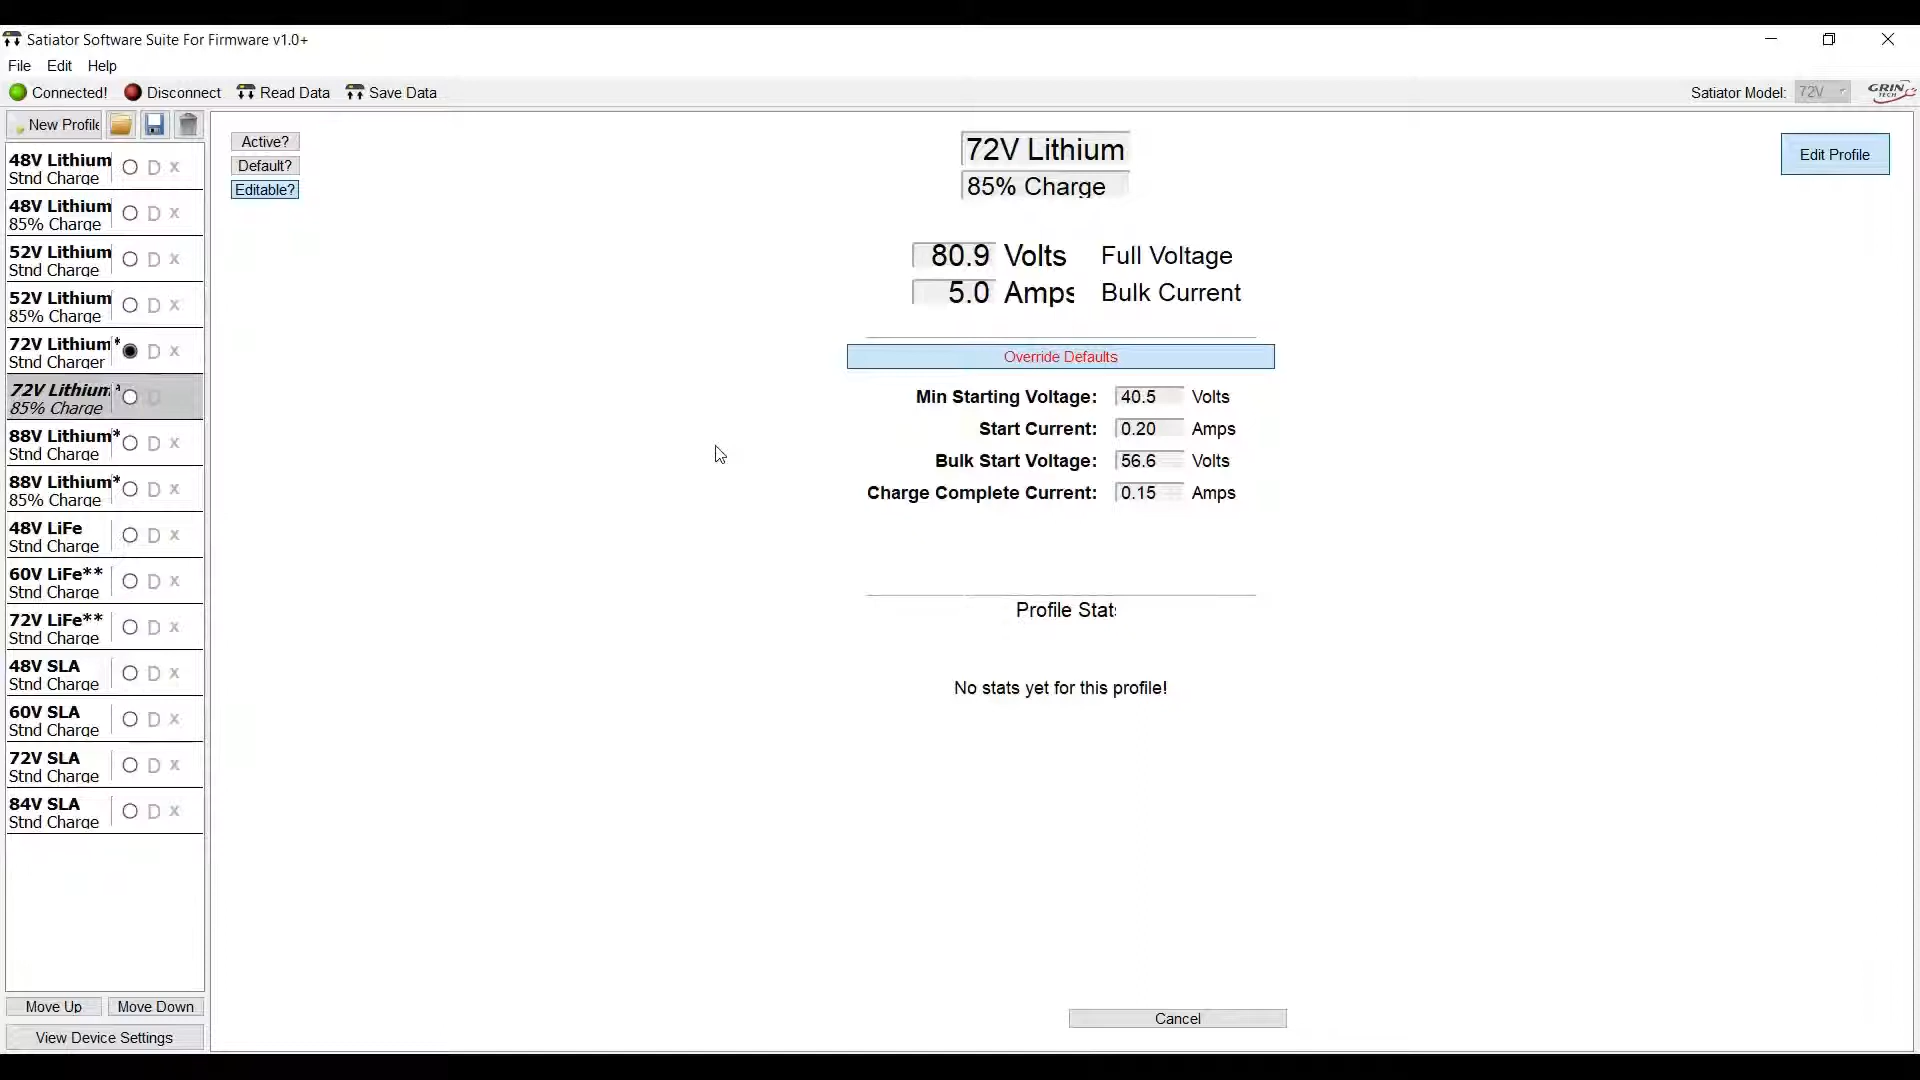 Satiator Software Suite For Firmware v1.0+
File Edit Help
Connected! Disconnect Read Data Save Data Satiator Model: 72V GRIN TECH
New Profile
48V Lithium D x
Stnd Charge
48V Lithium D x
85% Charge
52V Lithium D x
Stnd Charge
52V Lithium D x
85% Charge
72V Lithium* D x
Stnd Charger
72V Lithium* D
85% Charge
88V Lithium* D x
Stnd Charge
88V Lithium* D x
85% Charge
48V LiFe D x
Stnd Charge
60V LiFe** D x
Stnd Charge
72V LiFe** D x
Stnd Charge
48V SLA D x
Stnd Charge
60V SLA D x
Stnd Charge
72V SLA D x
Stnd Charge
84V SLA D x
Stnd Charge
Move Up Move Down
View Device Settings
Active?
Default?
Editable?
72V Lithium
85% Charge
Edit Profile
80.9 Volts Full Voltage
5.0 Amps Bulk Current
Override Defaults
Min Starting Voltage: 40.5 Volts
Start Current: 0.20 Amps
Bulk Start Voltage: 56.6 Volts
Charge Complete Current: 0.15 Amps
Profile Stats
No stats yet for this profile!
Cancel